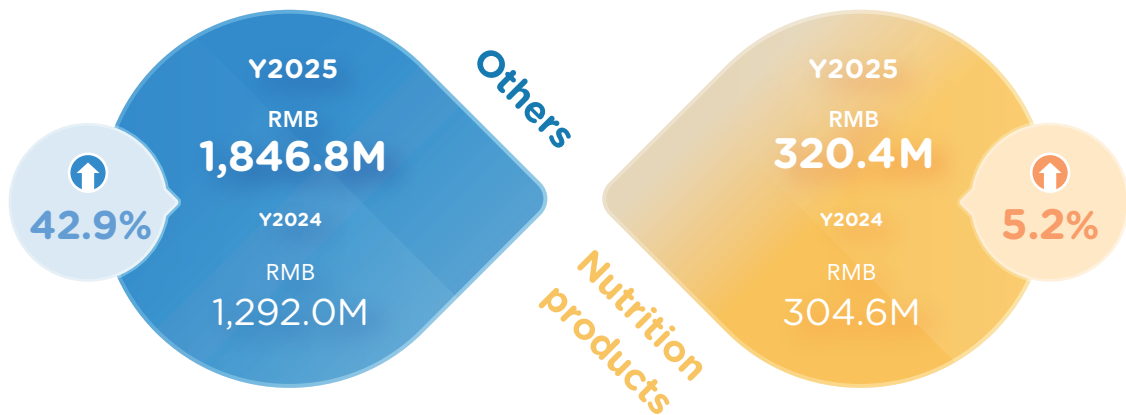 Others
Y2025
RMB
1,846.8M
42.9%
Y2024
RMB
1,292.0M
Nutrition
products
Y2025
RMB
320.4M
5.2%
Y2024
RMB
304.6M